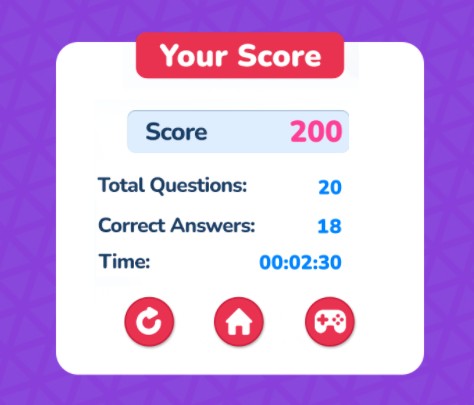 Your Score
Score 200
Total Questions: 20
Correct Answers: 18
Time: 00:02:30